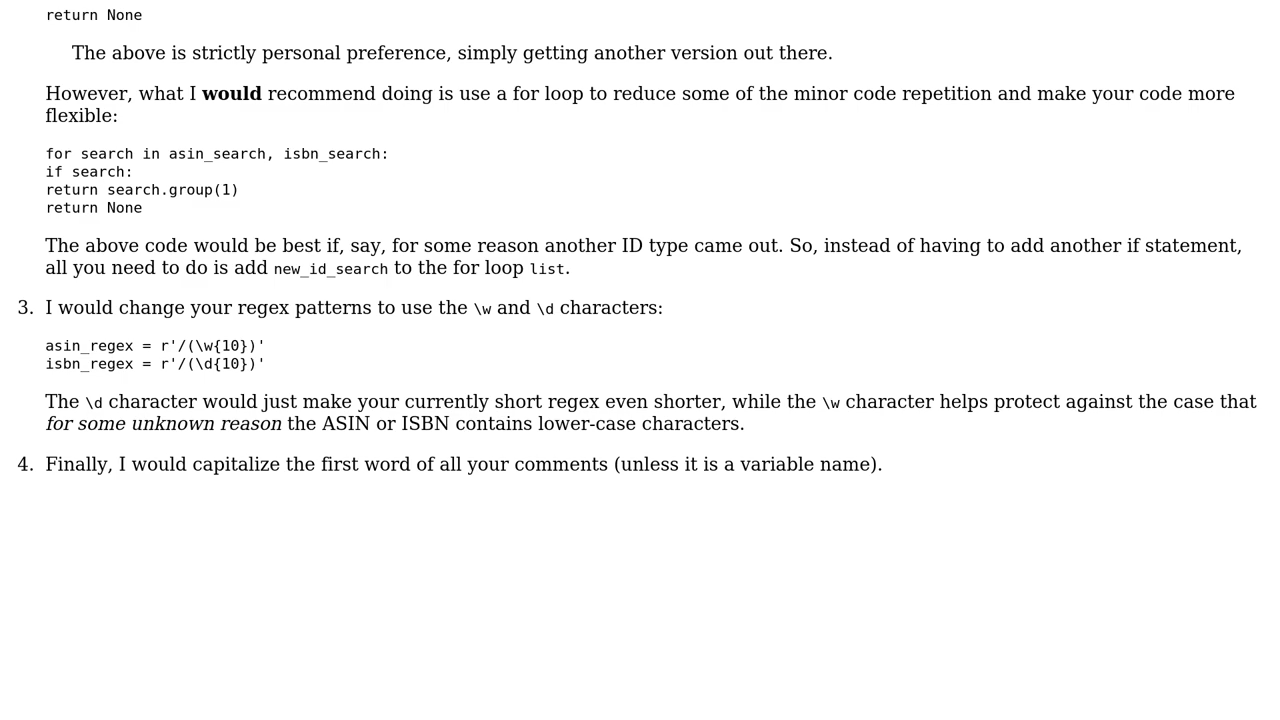 return None
The above is strictly personal preference, simply getting another version out there.
However, what I would recommend doing is use a for loop to reduce some of the minor code repetition and make your code more
flexible:
for search in asin_search, isbn_search:
if search:
return search.group(1)
return None
The above code would be best if, say, for some reason another ID type came out. So, instead of having to add another if statement,
all you need to do is add new_id_search to the for loop list.
3. I would change your regex patterns to use the \w and \d characters:
asin_regex = r'/(\w{10})'
isbn_regex = r'/(\d{10})'
The \d character would just make your currently short regex even shorter, while the \w character helps protect against the case that
for some unknown reason the ASIN or ISBN contains lower-case characters.
4. Finally, I would capitalize the first word of all your comments (unless it is a variable name).